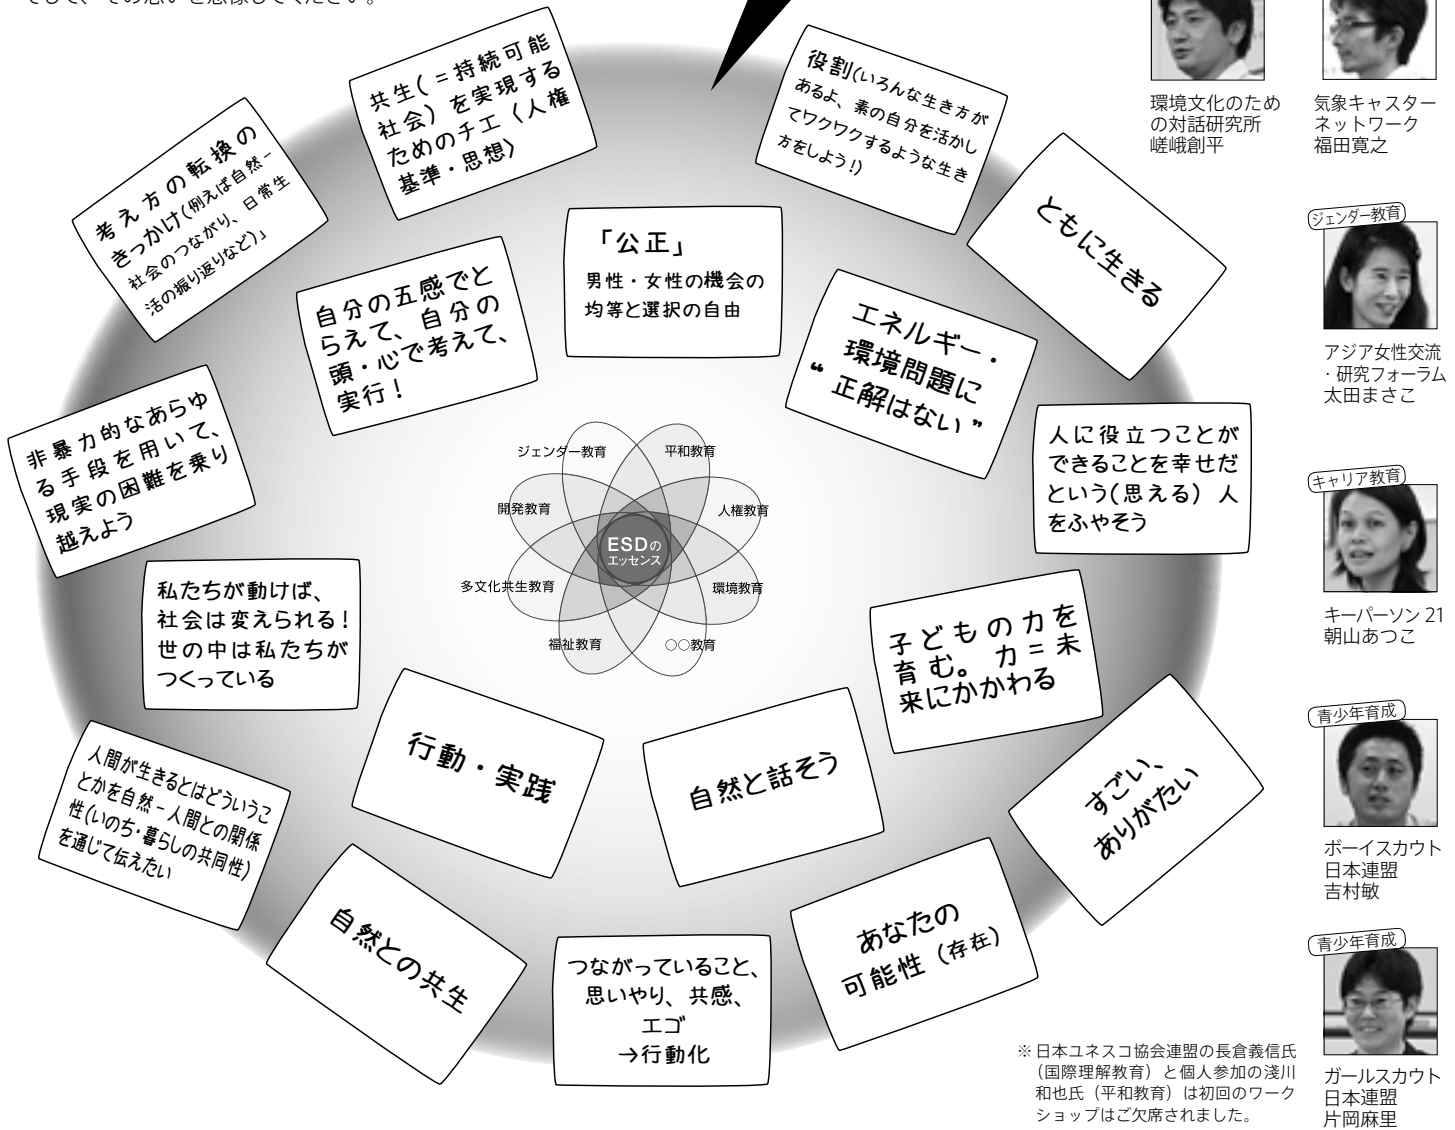 そして、その思いを想像してください。
共生(=持続可能
社会)を実現する
ためのチエ〈人権
基準・思想〉
役割(いろんな生き方が
あるよ、素の自分を活かし
てワクワクするような生き
方をしよう!)
考え方の転換の
きっかけ(例えば自然-
社会のつながり、日常生
活の振り返りなど)」
ともに生きる
「公正」
男性・女性の機会の
均等と選択の自由
自分の五感でと
らえて、自分の
頭・心で考えて、
実行!
エネルギー・
環境問題に
“正解はない”
非暴力的なあらゆ
る手段を用いて、
現実の困難を乗り
越えよう
人に役立つことが
できることを幸せだ
という(思える)人
をふやそう
ジェンダー教育
平和教育
開発教育
人権教育
ESDの
エッセンス
多文化共生教育
環境教育
福祉教育
○○教育
私たちが動けば、
社会は変えられる!
世の中は私たちが
つくっている
子どもの力を
育む。力=未
来にかかわる
行動・実践
自然と話そう
すごい、
ありがたい
人間が生きるとはどういうこ
とかを自然-人間との関係
性(いのち・暮らしの共同性)
を通じて伝えたい
自然との共生
つながっていること、
思いやり、共感、
エゴ
→行動化
あなたの
可能性(存在)
環境文化のため
の対話研究所
嵯峨創平
気象キャスター
ネットワーク
福田寛之
ジェンダー教育
アジア女性交流
・研究フォーラム
太田まさこ
キャリア教育
キーパーソン21
朝山あつこ
青少年育成
ボーイスカウト
日本連盟
吉村敏
青少年育成
ガールスカウト
日本連盟
片岡麻里
※日本ユネスコ協会連盟の長倉義信氏
(国際理解教育)と個人参加の淺川
和也氏(平和教育)は初回のワーク
ショップはご欠席されました。